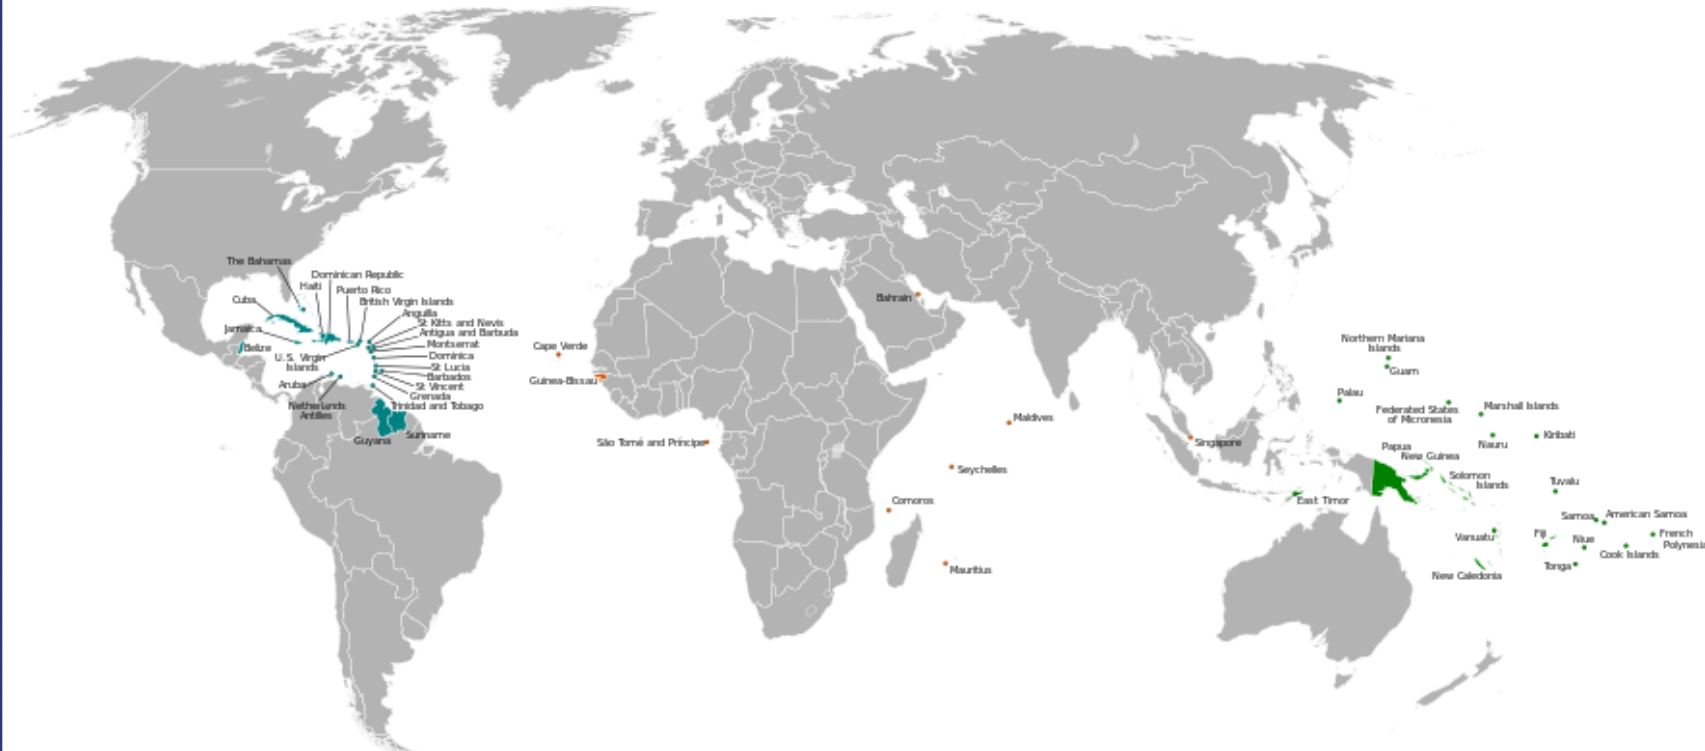 The Bahamas
Dominican Republic
Haiti
Puerto Rico
Cuba
British Virgin Islands
Anguilla
St Kitts and Nevis
Jamaica
Antigua and Barbuda
Belize
Montserrat
U.S. Virgin
Islands
Dominica
St Lucia
Barbados
Aruba
St Vincent
Grenada
Netherlands
Antilles
Trinidad and Tobago
Guyana
Suriname
Cape Verde
Guinea-Bissau
São Tomé and Príncipe
Bahrain
Maldives
Seychelles
Comoros
Mauritius
Singapore
East Timor
Northern Mariana
Islands
Guam
Palau
Federated States
of Micronesia
Marshall Islands
Nauru
Kiribati
Papua
New Guinea
Solomon
Islands
Tuvalu
Samoa
American Samoa
Vanuatu
Fiji
Niue
French
Polynesia
Cook Islands
Tonga
New Caledonia